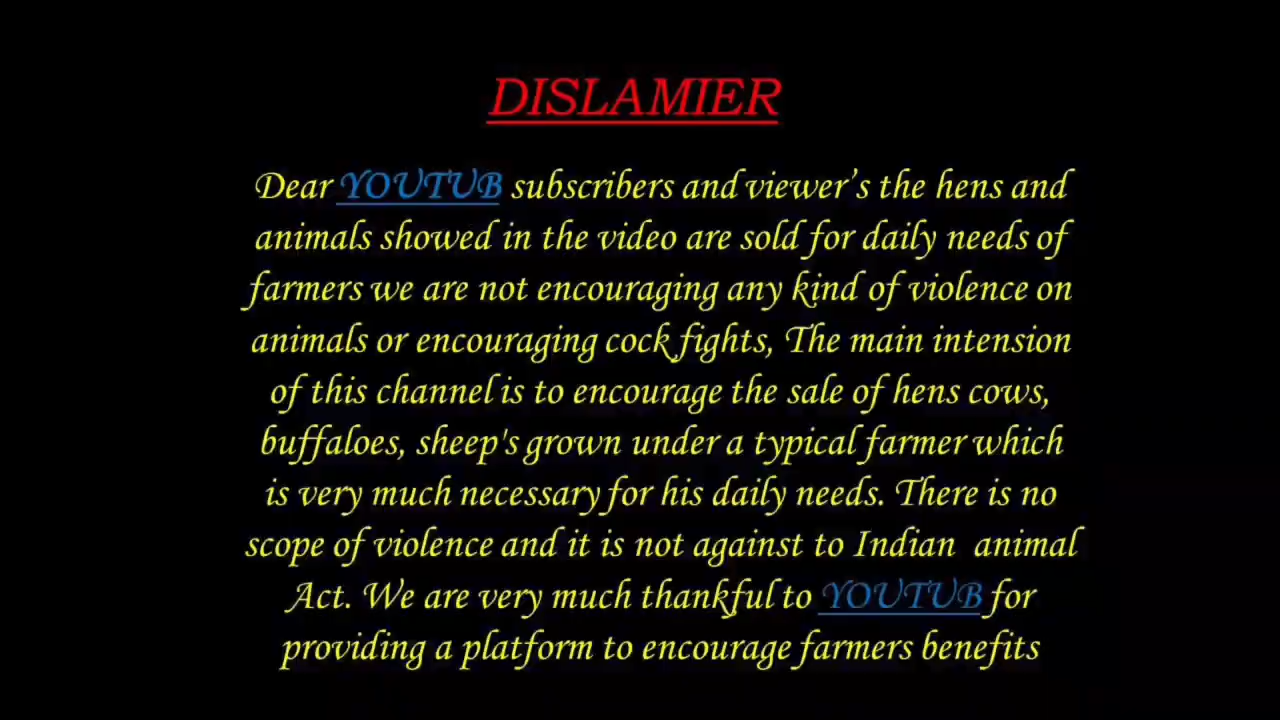 DISLAMIER
Dear YOUTUB subscribers and viewer’s the hens and
animals showed in the video are sold for daily needs of
farmers we are not encouraging any kind of violence on
animals or encouraging cock fights, The main intension
of this channel is to encourage the sale of hens cows,
buffaloes, sheep's grown under a typical farmer which
is very much necessary for his daily needs. There is no
scope of violence and it is not against to Indian  animal
Act. We are very much thankful to YOUTUB for
providing a platform to encourage farmers benefits